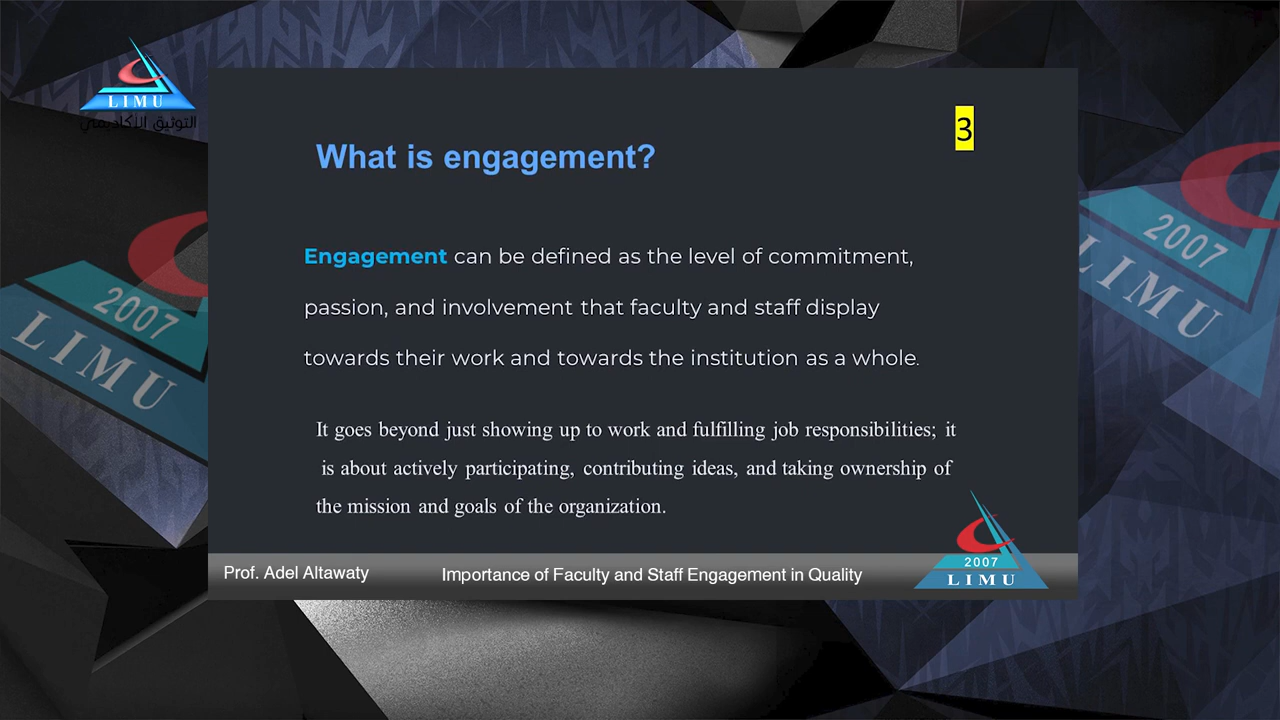 LIMU
التوثيق الأكاديمي
3
What is engagement?
Engagement can be defined as the level of commitment,
passion, and involvement that faculty and staff display
towards their work and towards the institution as a whole.
It goes beyond just showing up to work and fulfilling job responsibilities; it
is about actively participating, contributing ideas, and taking ownership of
the mission and goals of the organization.
Prof. Adel Altawaty
Importance of Faculty and Staff Engagement in Quality
2007
LIMU
2007
LIMU
2007
LIMU